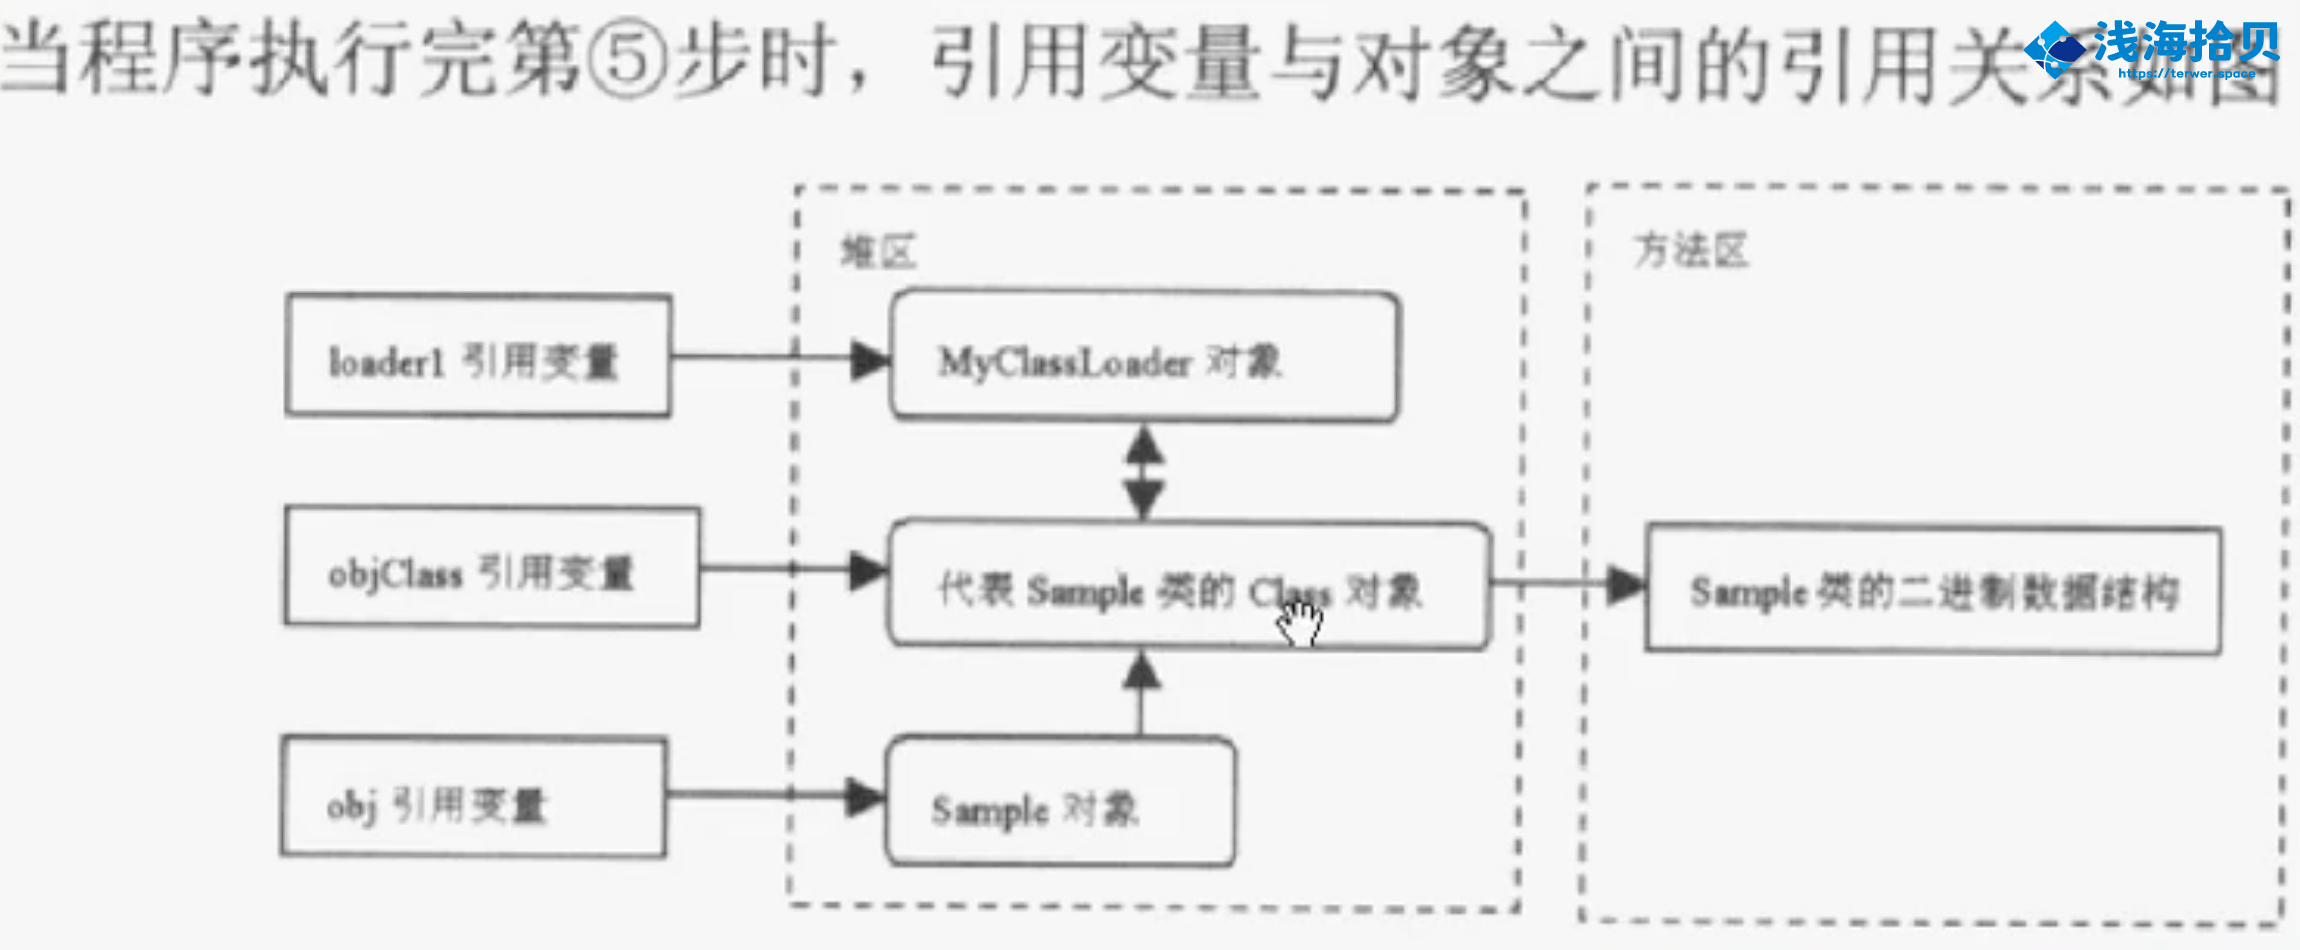 当程序执行完第⑤步时，引用变量与对象之间的引用关系如图
浅海拾贝
https://terwer.space
堆区
方法区
loader1 引用变量
MyClassLoader 对象
objClass 引用变量
代表 Sample 类的 Class 对象
Sample 类的二进制数据结构
obj 引用变量
Sample 对象